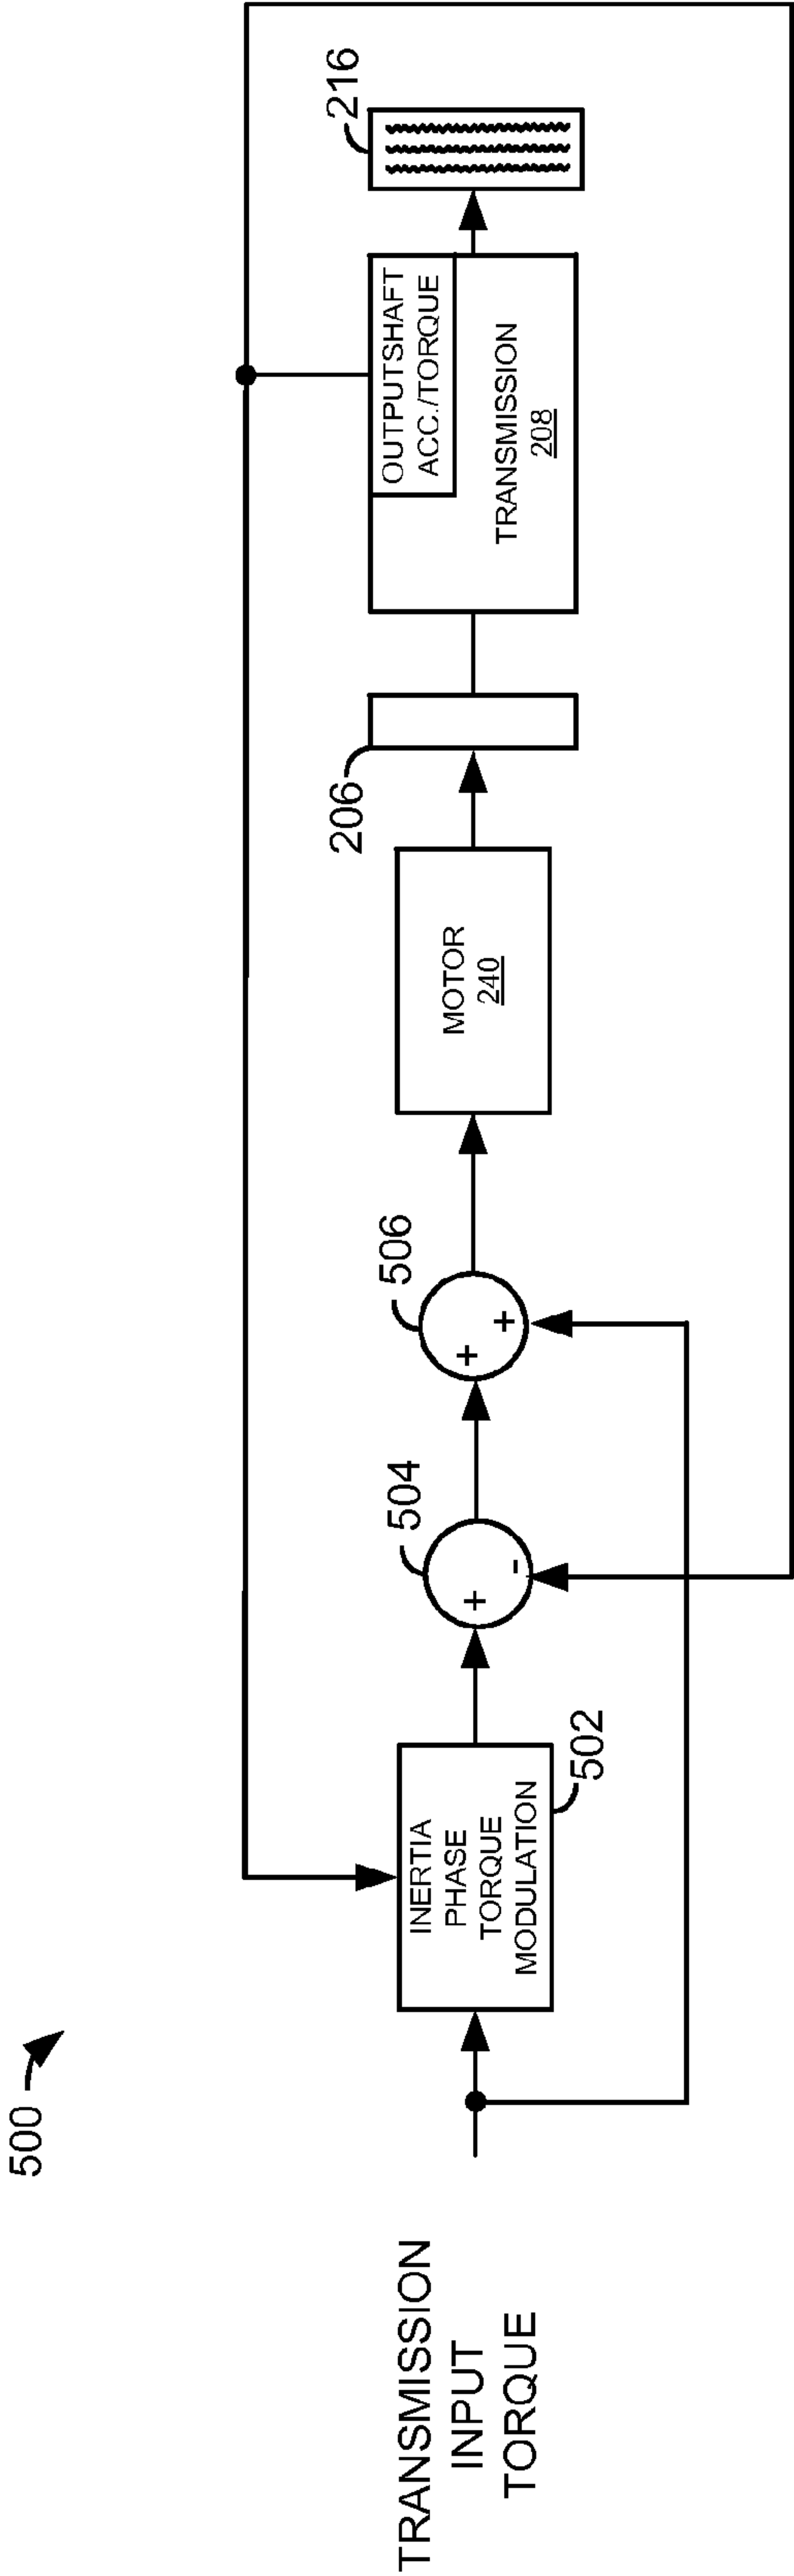 500
TRANSMISSION
INPUT
TORQUE
INERTIA
PHASE
TORQUE
MODULATION
502
+
-
504
+
+
506
MOTOR
240
206
OUTPUTSHAFT
ACC./TORQUE
TRANSMISSION
208
216